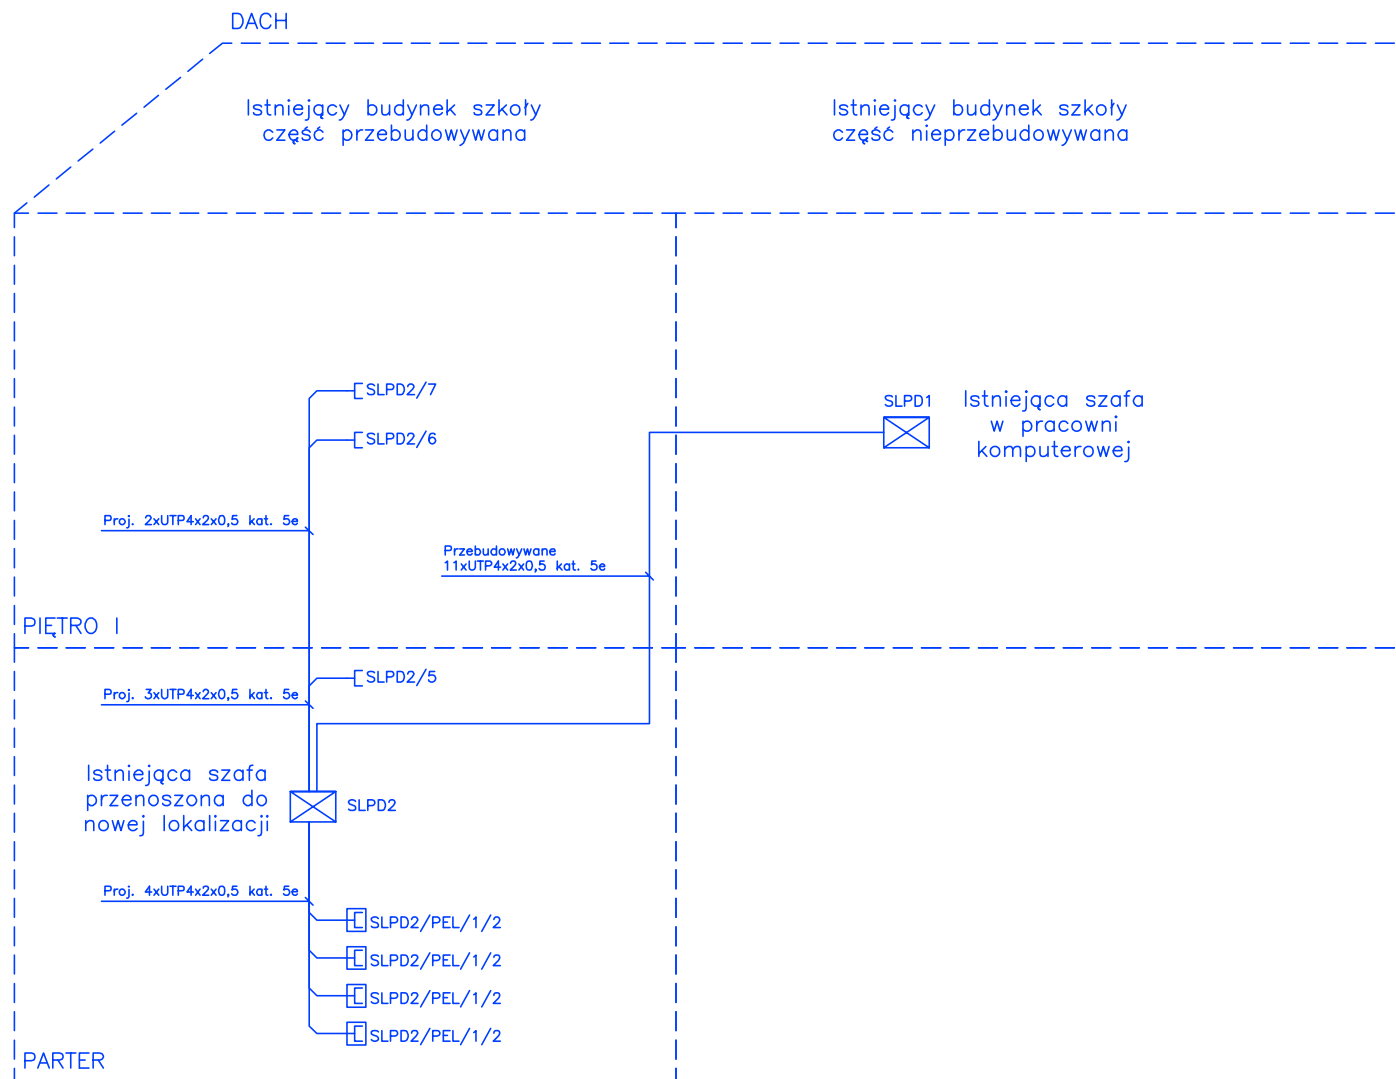 DACH
Istniejący budynek szkoły
część przebudowywana
Istniejący budynek szkoły
część nieprzebudowywana
SLPD2/7
SLPD2/6
SLPD1
Istniejąca szafa
w pracowni
komputerowej
Proj. 2xUTP4x2x0,5 kat. 5e
Przebudowywane
11xUTP4x2x0,5 kat. 5e
PIĘTRO I
SLPD2/5
Proj. 3xUTP4x2x0,5 kat. 5e
Istniejąca szafa
przenoszona do
nowej lokalizacji
SLPD2
Proj. 4xUTP4x2x0,5 kat. 5e
SLPD2/PEL/1/2
SLPD2/PEL/1/2
SLPD2/PEL/1/2
SLPD2/PEL/1/2
PARTER